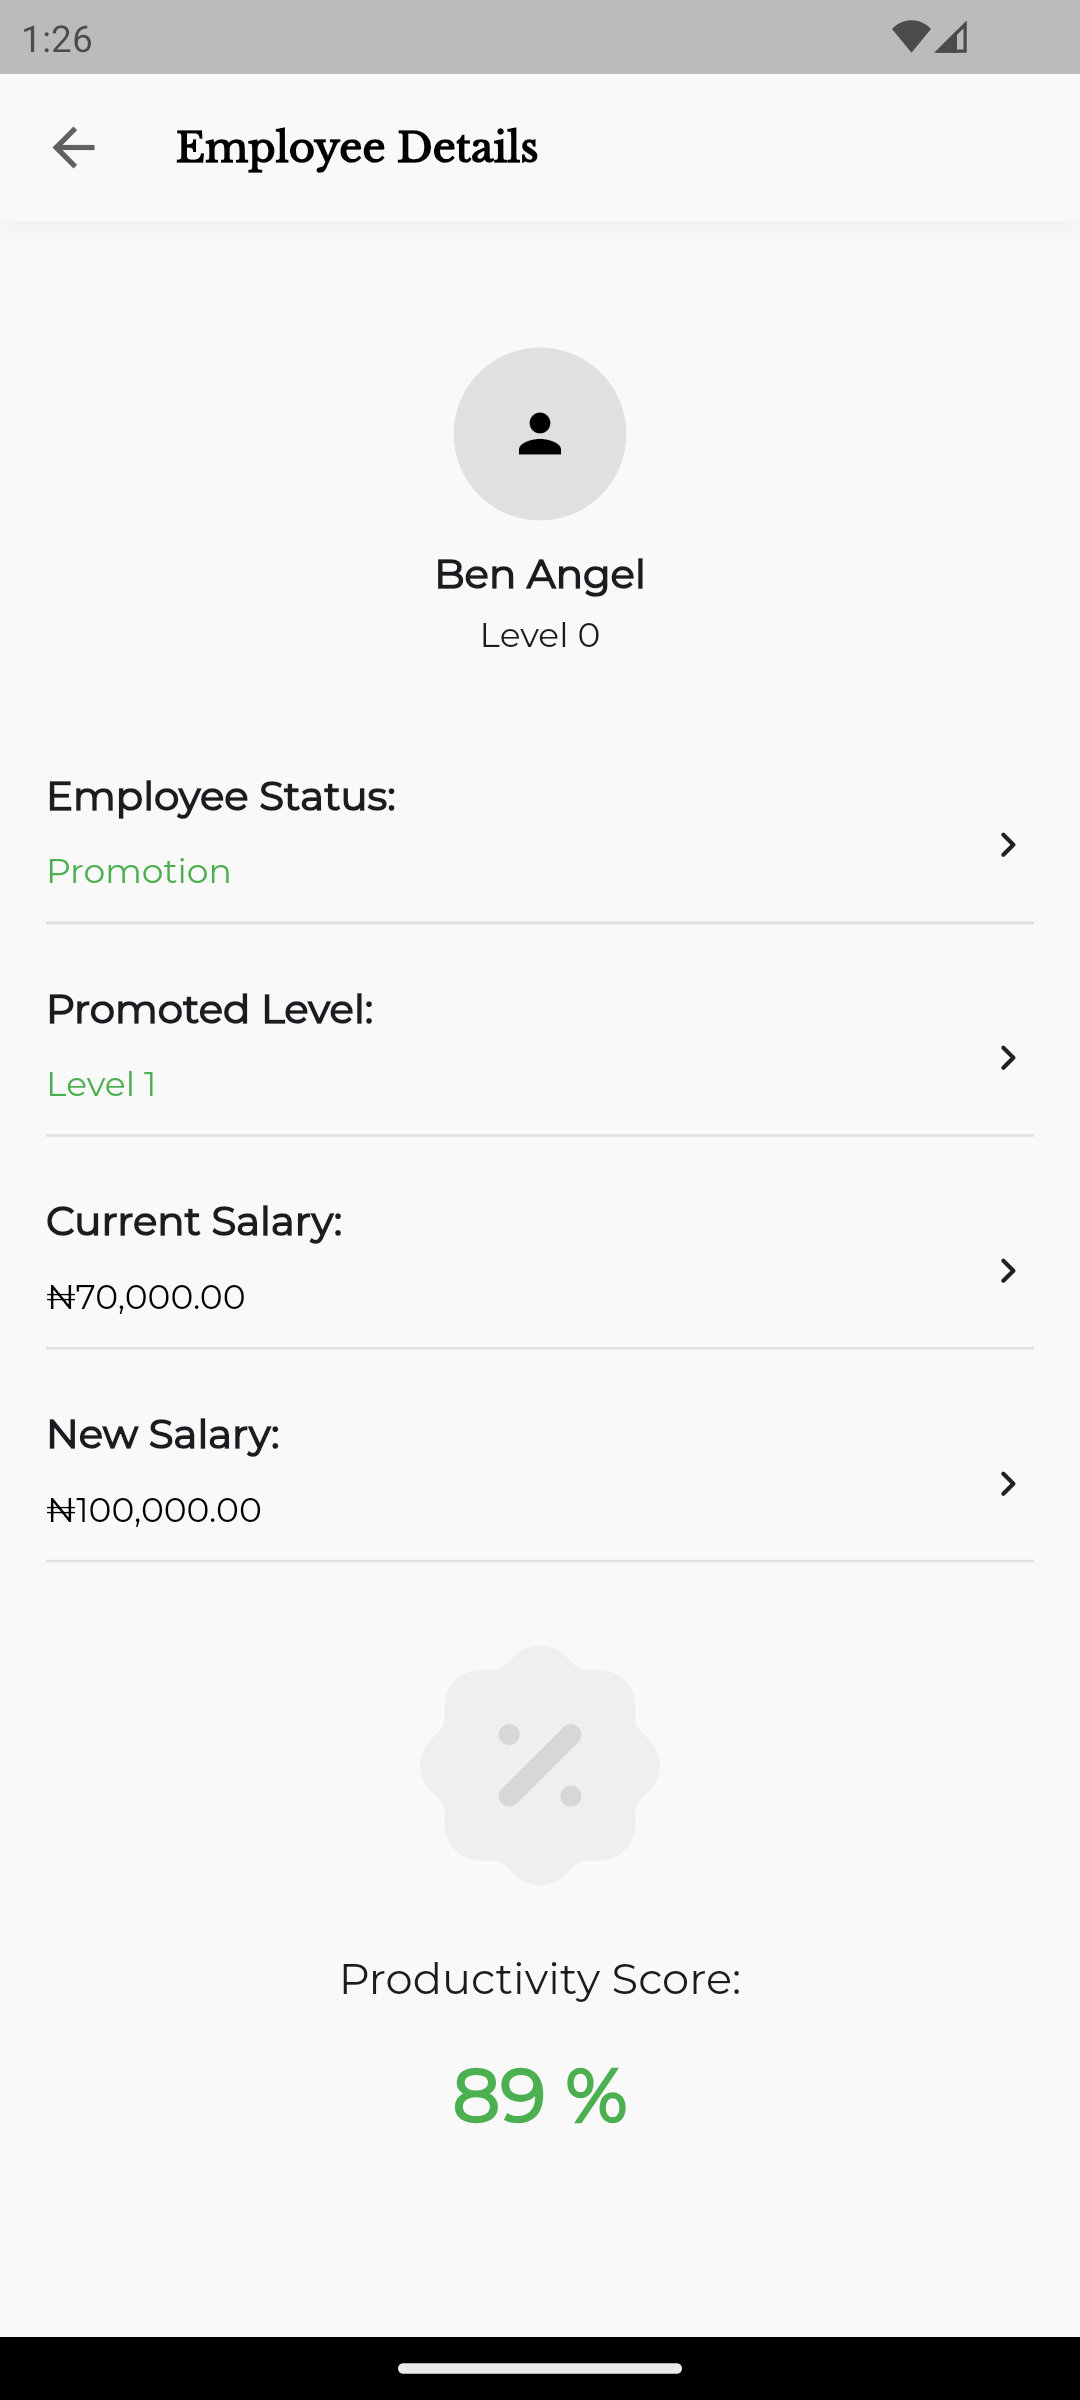 1:26
Employee Details
Ben Angel
Level 0
Employee Status:
Promotion
Promoted Level:
Level 1
Current Salary:
₦70,000.00
New Salary:
₦100,000.00
Productivity Score:
89 %